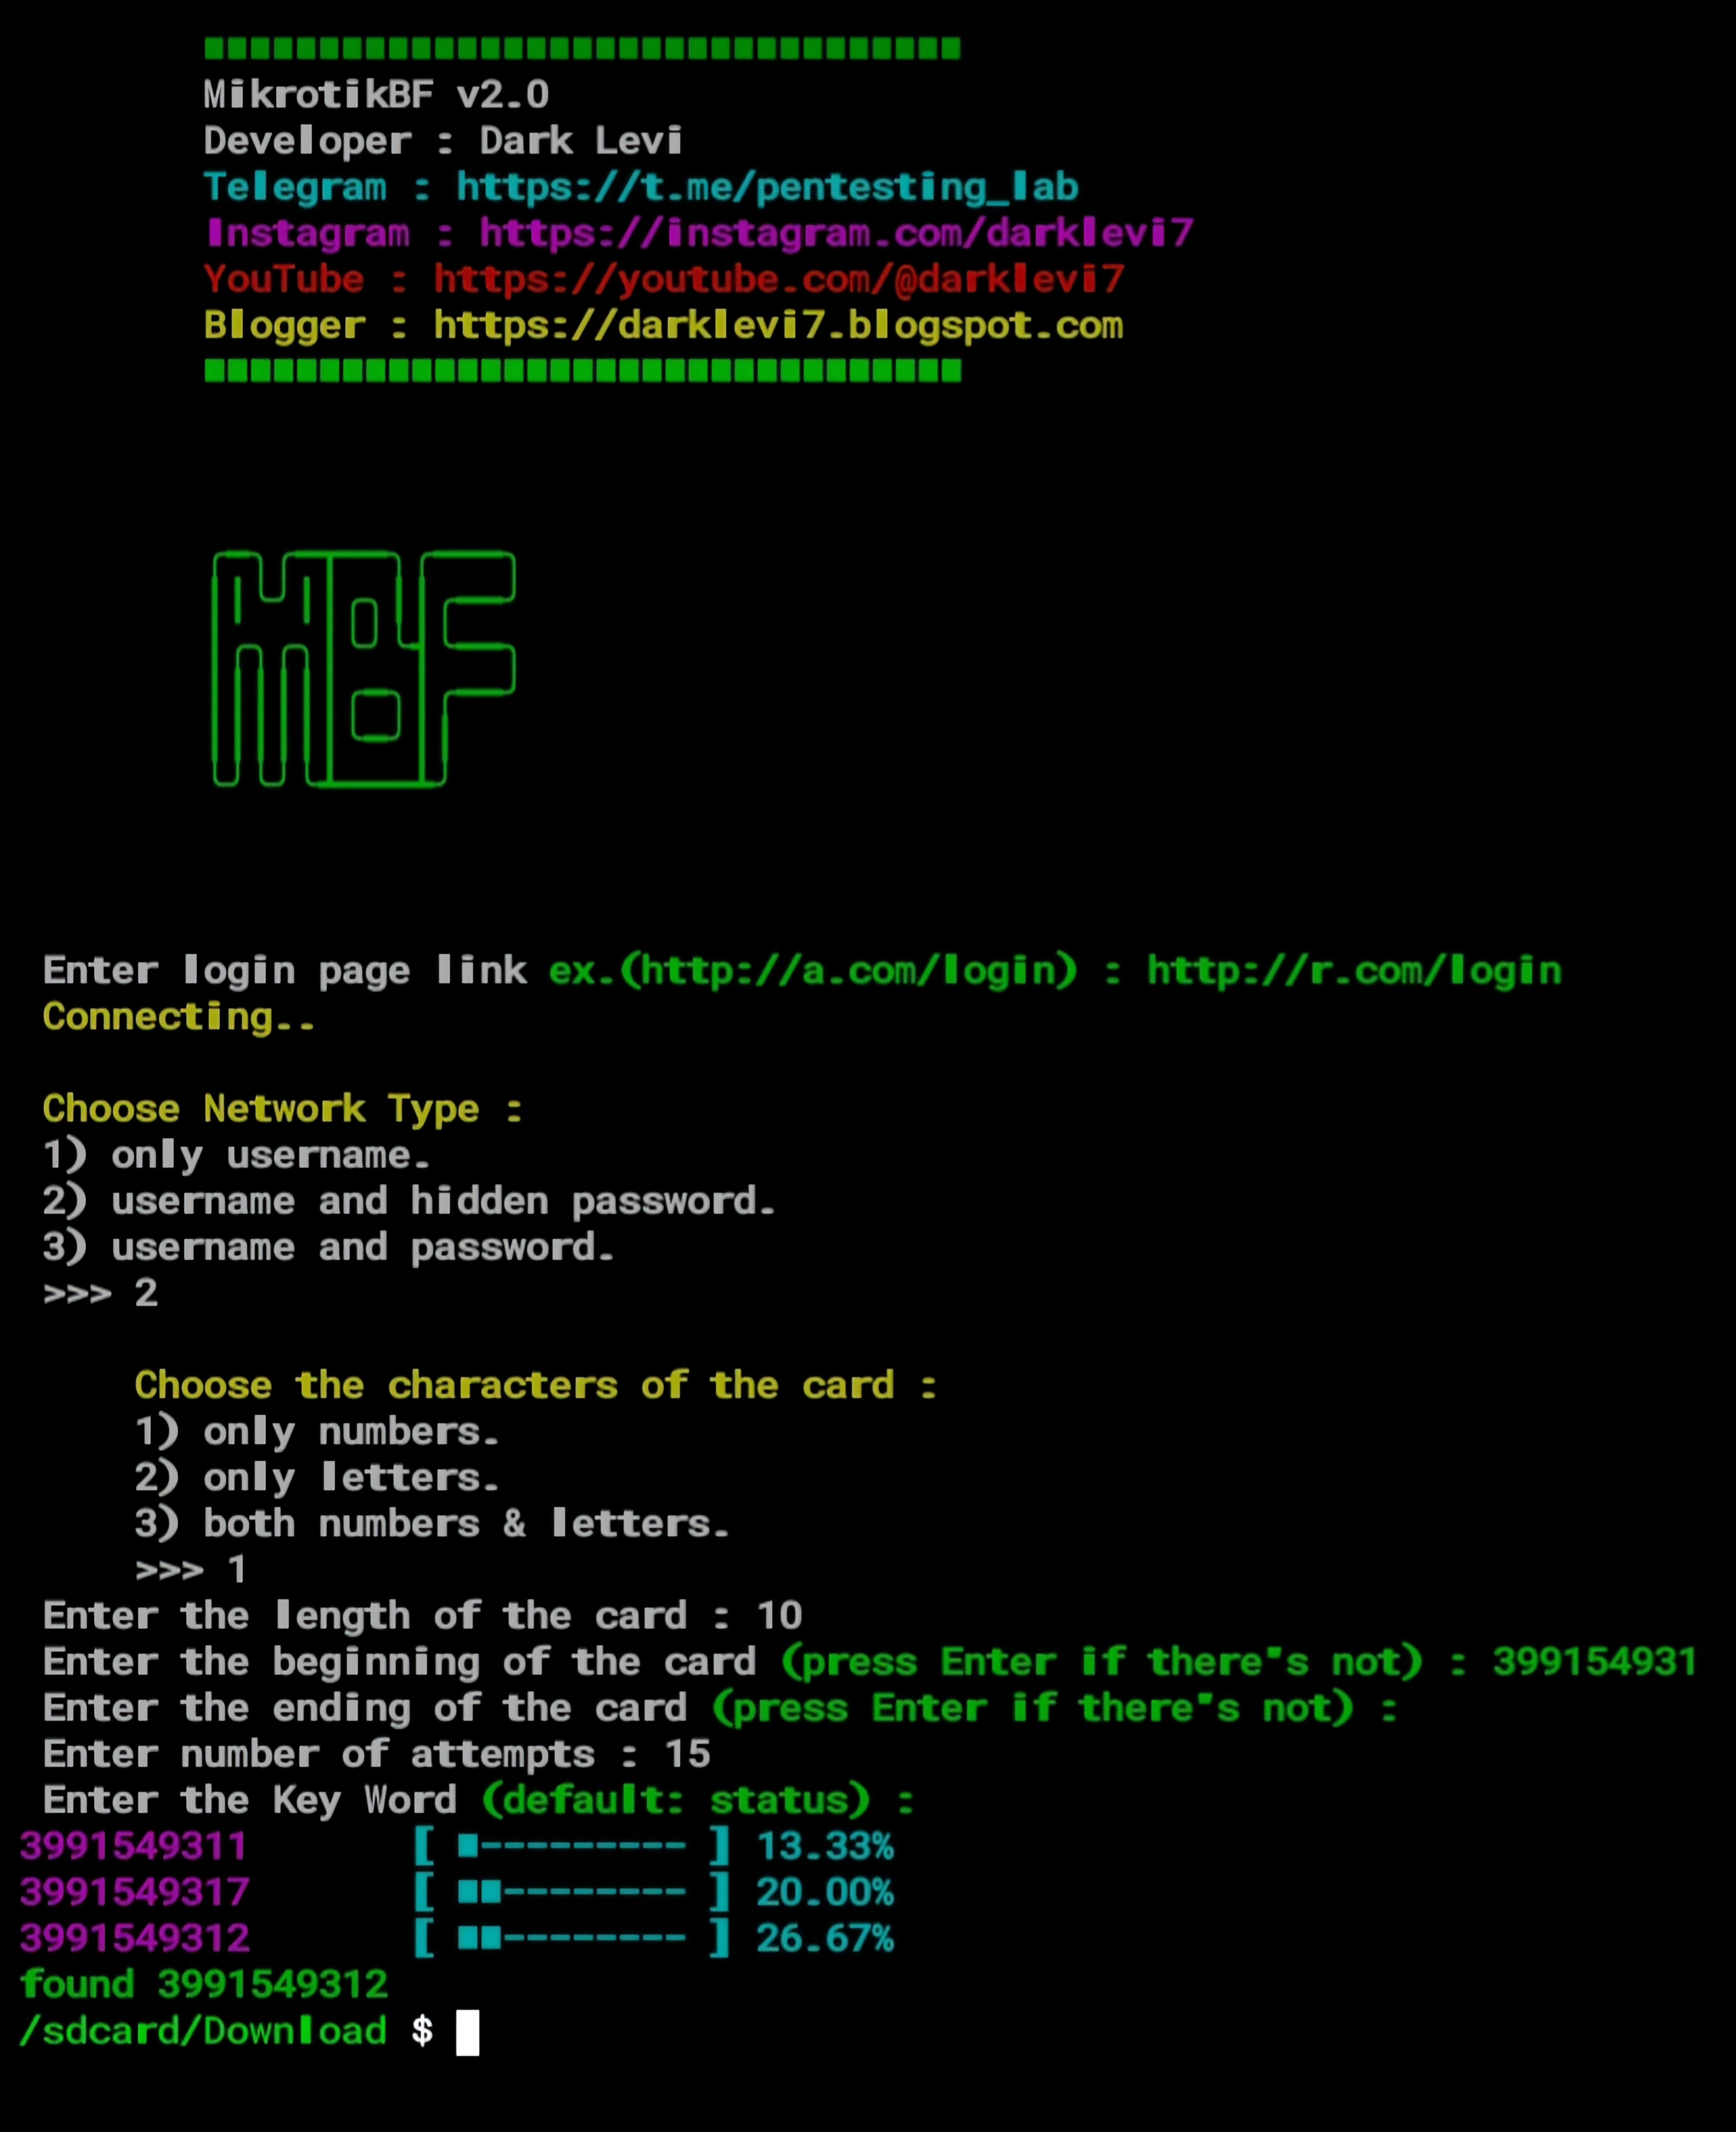 MikrotikBF v2.0
Developer : Dark Levi
Telegram : https://t.me/pentesting_lab
Instagram : https://instagram.com/darklevi7
YouTube : https://youtube.com/@darklevi7
Blogger : https://darklevi7.blogspot.com
MBF
Enter login page link ex.(http://a.com/login) : http://r.com/login
Connecting..
Choose Network Type :
1) only username.
2) username and hidden password.
3) username and password.
>>> 2
Choose the characters of the card :
1) only numbers.
2) only letters.
3) both numbers & letters.
>>> 1
Enter the length of the card : 10
Enter the beginning of the card (press Enter if there"s not) : 399154931
Enter the ending of the card (press Enter if there"s not) :
Enter number of attempts : 15
Enter the Key Word (default: status) :
3991549311 [ ■--------- ] 13.33%
3991549317 [ ■■-------- ] 20.00%
3991549312 [ ■■-------- ] 26.67%
found 3991549312
/sdcard/Download $